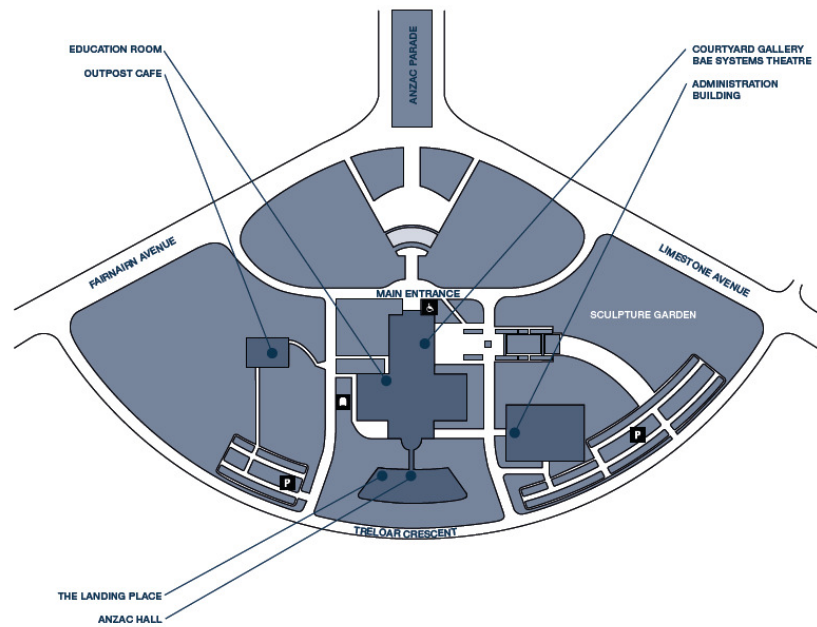 EDUCATION ROOM
OUTPOST CAFE
ANZAC PARADE
COURTYARD GALLERY
BAE SYSTEMS THEATRE
ADMINISTRATION
BUILDING
FAIRNAIRN AVENUE
LIMESTONE AVENUE
MAIN ENTRANCE
SCULPTURE GARDEN
P
P
TRELOAR CRESCENT
THE LANDING PLACE
ANZAC HALL